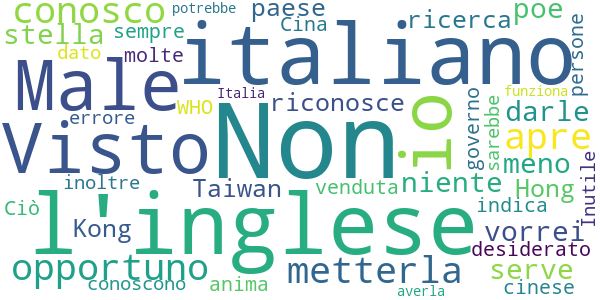 conosco
potrebbe
paese
poe
stella
sempre
Cina
ricerca
dato
molte
italiano
persone
Male
WHO
Italia
riconosce
funziona
errore
Non
io
governo
sarebbe
darle
apre
Visto
meno
Inutile
inoltre
Taiwan
venduta
niente
Hong
Ciò
l'inglese
indica
Kong
vorrei
desiderato
opportuno
metterla
serve
conoscono
anima
averla
cinese